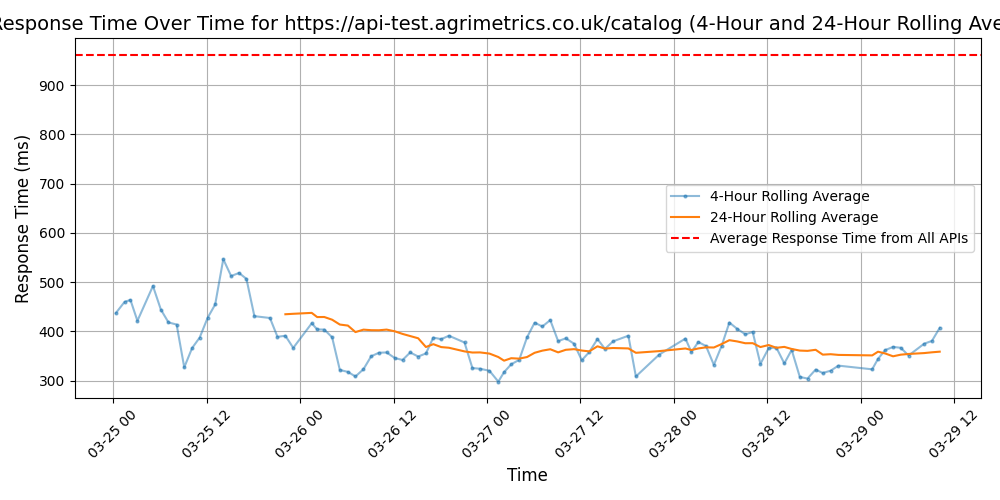 Response Time Over Time for https://api-test.agrimetrics.co.uk/catalog (4-Hour and 24-Hour Rolling Ave
Response Time (ms)
900
800
700
600
500
400
300
4-Hour Rolling Average
24-Hour Rolling Average
Average Response Time from All APIs
03-25 00
03-25 12
03-26 00
03-26 12
03-27 00
03-27 12
03-28 00
03-28 12
03-29 00
03-29 12
Time